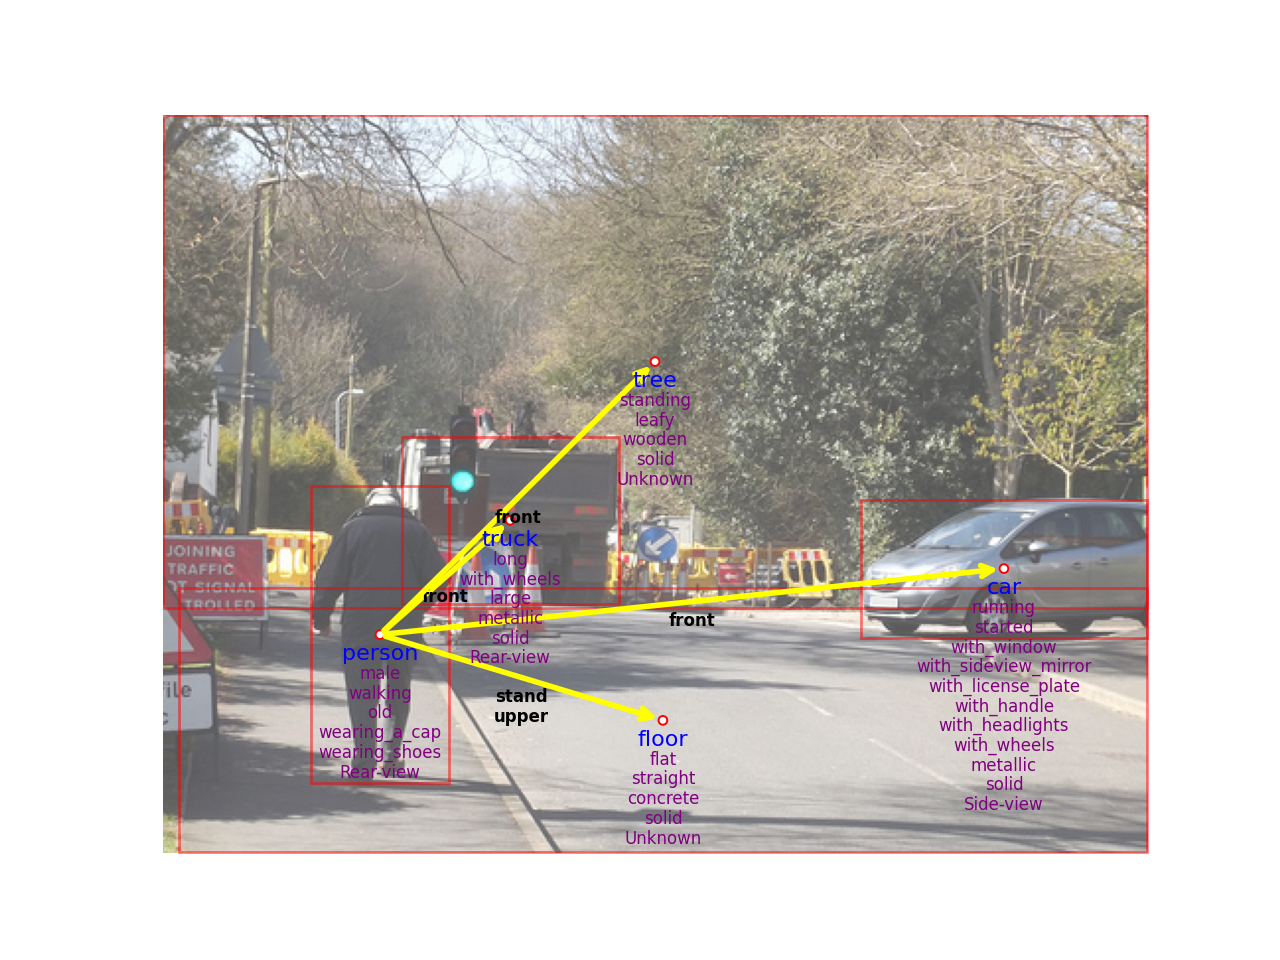 tree
standing
leafy
wooden
solid
Unknown
front
truck
long
with_wheels
large
metallic
solid
Rear-view
front
front
JOINING
TRAFFIC
SIGNAL
car
running
started
with_window
with_sideview_mirror
with_license_plate
with_handle
with_headlights
with_wheels
metallic
solid
Side-view
person
male
walking
old
wearing_a_cap
wearing_shoes
Rear-view
stand
upper
floor
flat
straight
concrete
solid
Unknown